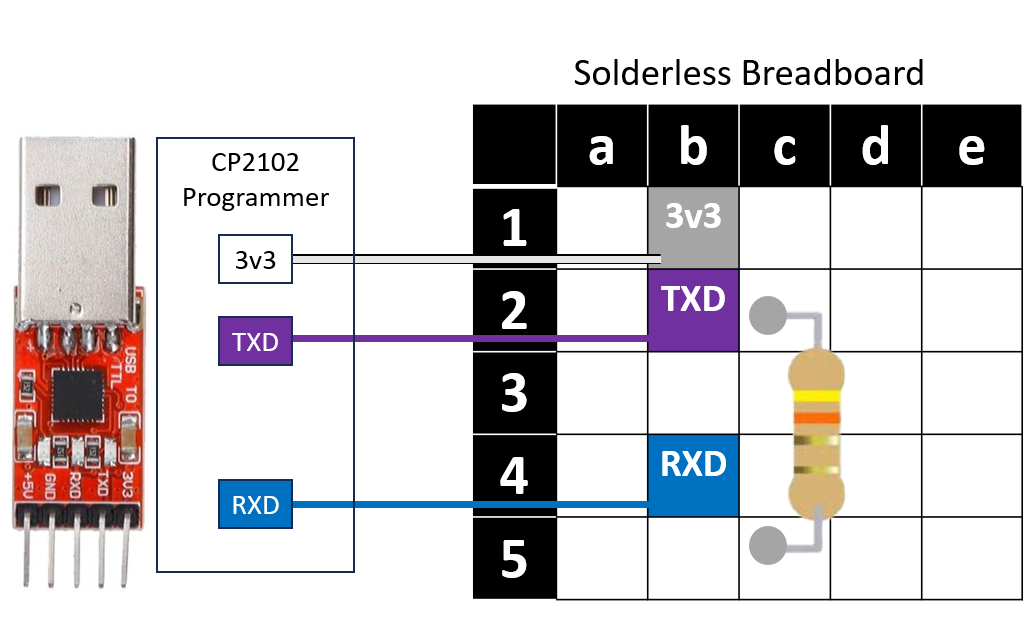 Solderless Breadboard
a b c d e
CP2102
Programmer
1 3v3
3v3
2 TXD
TXD
3
4 RXD
RXD
5
USB TO
TTL
+5V
GND
RXD
TXD
3V3